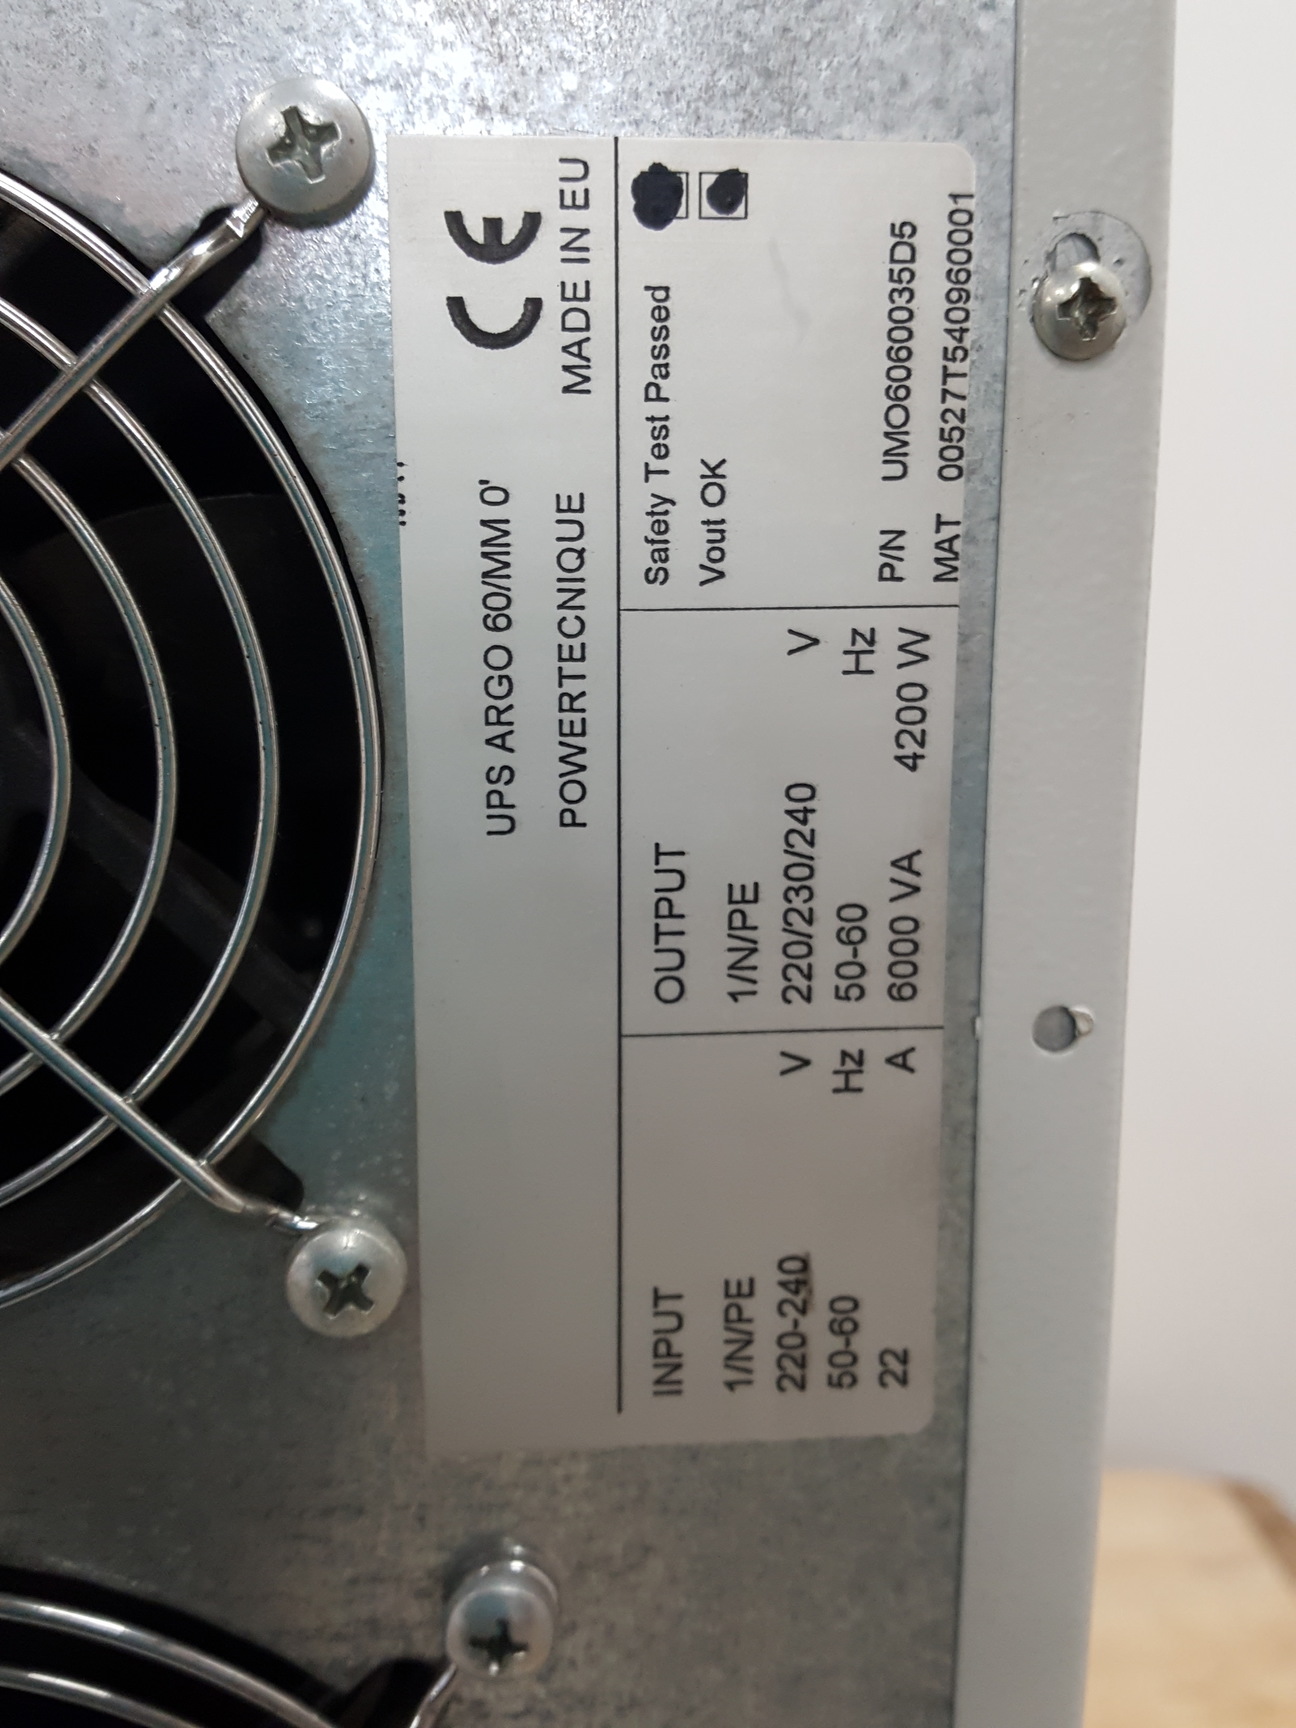 UPS ARGO 60/MM 0'
CE
POWERTECNIQUE MADE IN EU
INPUT
1/N/PE
220-240 V
50-60 Hz
22 A
OUTPUT
1/N/PE
220/230/240 V
50-60 Hz
6000 VA 4200 W
Safety Test Passed
Vout OK
P/N UMO6060035D5
MAT 00527T540960001